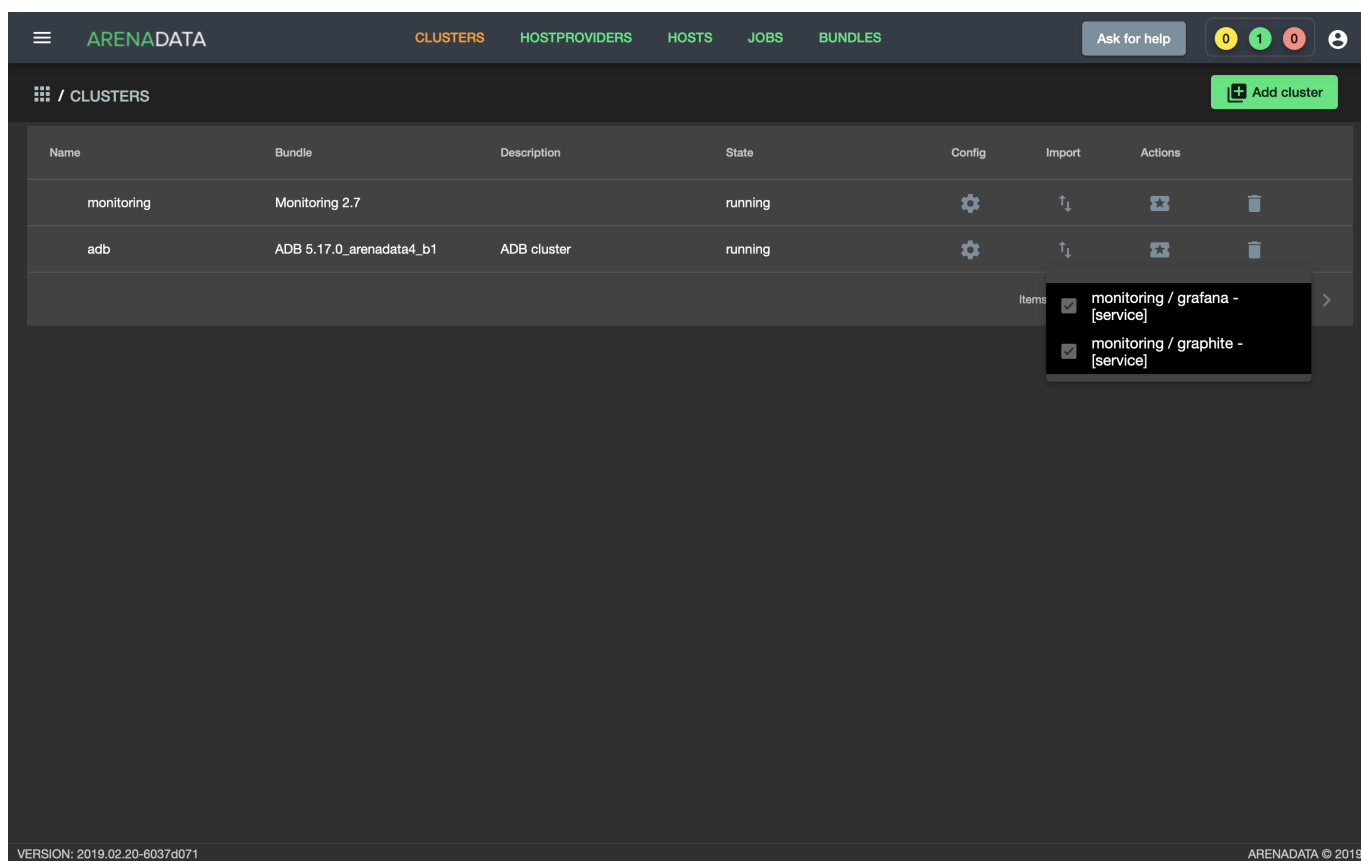 ARENADATA
CLUSTERS HOSTPROVIDERS HOSTS JOBS BUNDLES
Ask for help
0 1 0
/ CLUSTERS
Add cluster
Name Bundle Description State Config Import Actions
monitoring Monitoring 2.7 running
adb ADB 5.17.0_arenadata4_b1 ADB cluster running
Items
monitoring / grafana -
[service]
monitoring / graphite -
[service]
VERSION: 2019.02.20-6037d071
ARENADATA © 2019